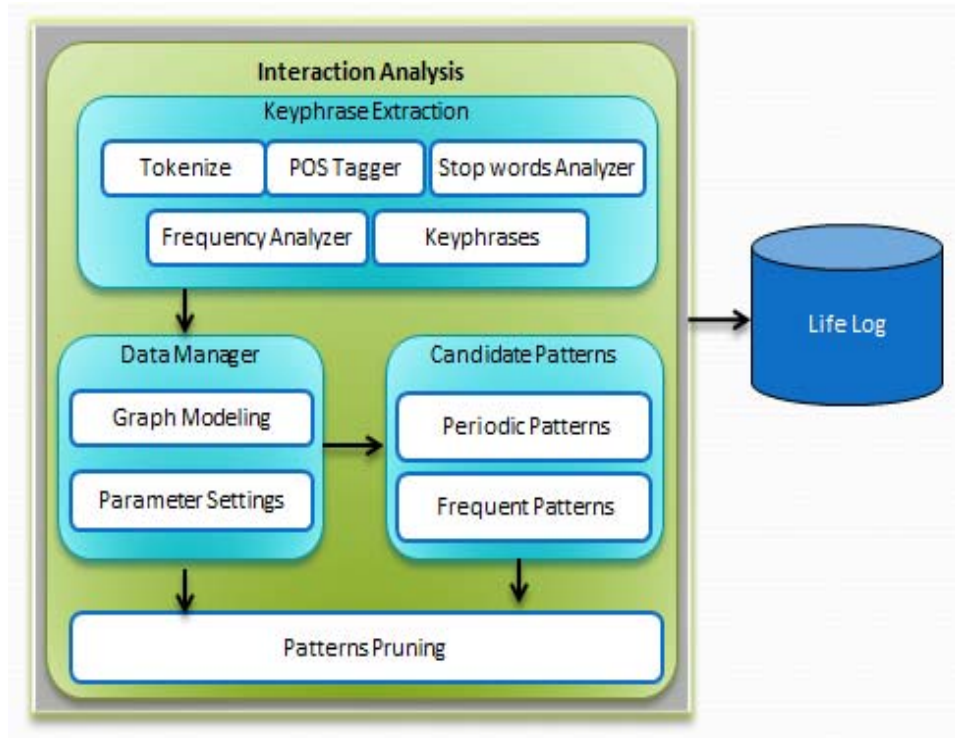 Interaction Analysis
Keyphrase Extraction
Tokenize
POS Tagger
Stop words Analyzer
Frequency Analyzer
Keyphrases
Data Manager
Graph Modeling
Parameter Settings
Candidate Patterns
Periodic Patterns
Frequent Patterns
Patterns Pruning
Life Log